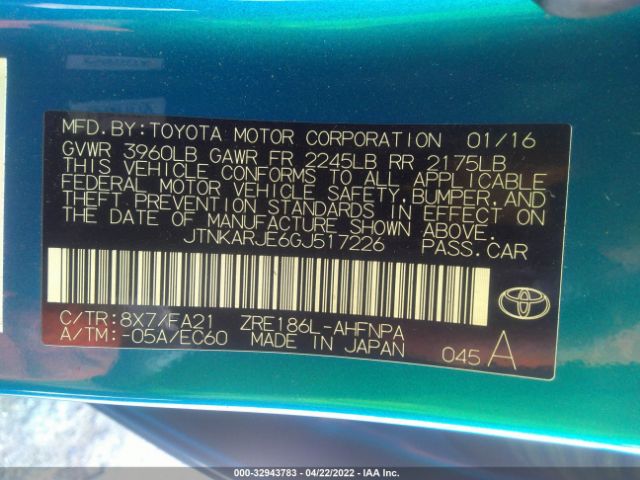 MFD.BY:TOYOTA MOTOR CORPORATION 01/16
GVWR 3960LB GAWR FR 2245LB RR 2175LB
THIS VEHICLE CONFORMS TO ALL APPLICABLE
FEDERAL MOTOR VEHICLE SAFETY,BUMPER,AND
THEFT PREVENTION STANDARDS IN EFFECT ON
THE DATE OF MANUFACTURE SHOWN ABOVE.
JTNKARJE6GJ517226 PASS.CAR
C/TR:8X7/FA21 ZRE186L-AHFNPA
A/TM:-05A/EC60 MADE IN JAPAN 045 A
TOYOTA
000-32943783 - 04/22/2022 - IAA Inc.